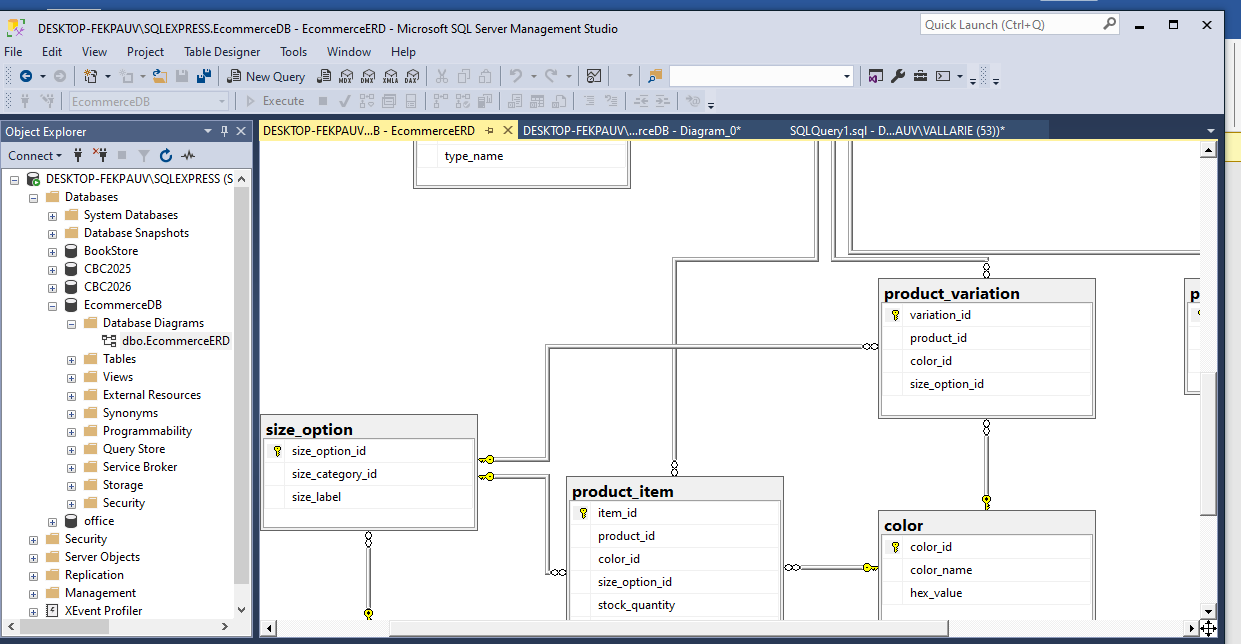 DESKTOP-FEKPAUV\SQLEXPRESS.EcommerceDB - EcommerceERD - Microsoft SQL Server Management Studio
Quick Launch (Ctrl+Q)
File Edit View Project Table Designer Tools Window Help
New Query MDX DMX XMLA DAX
EcommerceDB Execute
Object Explorer
DESKTOP-FEKPAUV...B - EcommerceERD
DESKTOP-FEKPAUV\...rceDB - Diagram_0*
SQLQuery1.sql - D...AUV\VALLARIE (53))*
Connect
DESKTOP-FEKPAUV\SQLEXPRESS (S
Databases
System Databases
Database Snapshots
BookStore
CBC2025
CBC2026
EcommerceDB
Database Diagrams
dbo.EcommerceERD
Tables
Views
External Resources
Synonyms
Programmability
Query Store
Service Broker
Storage
Security
office
Security
Server Objects
Replication
Management
XEvent Profiler
type_name
product_variation
variation_id
product_id
color_id
size_option_id
p
size_option
size_option_id
size_category_id
size_label
product_item
item_id
product_id
color_id
size_option_id
stock_quantity
color
color_id
color_name
hex_value